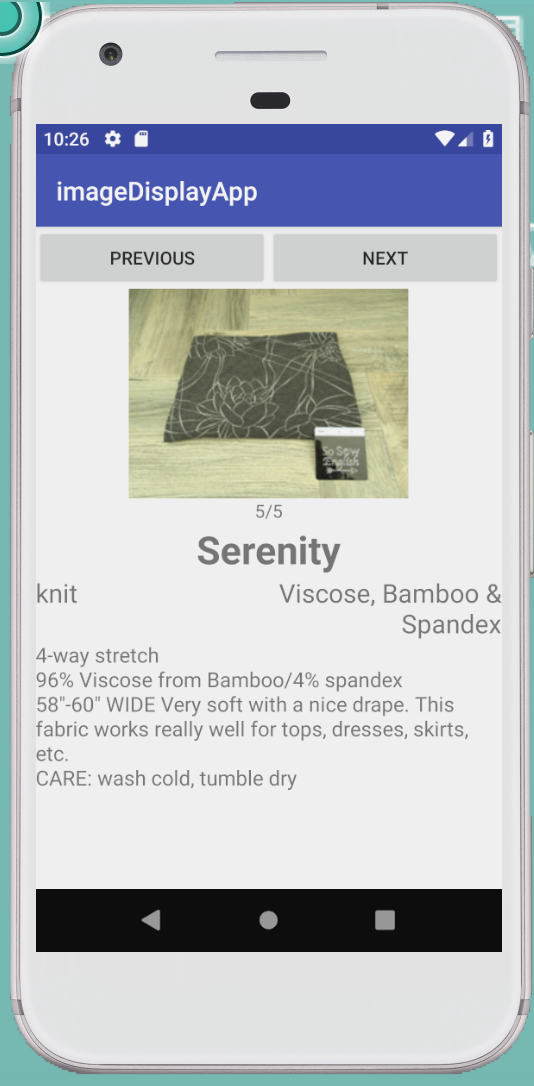 10:26
imageDisplayApp
PREVIOUS
NEXT
So Sew
English
5/5
Serenity
knit
Viscose, Bamboo &
Spandex
4-way stretch
96% Viscose from Bamboo/4% spandex
58"-60" WIDE Very soft with a nice drape. This
fabric works really well for tops, dresses, skirts,
etc.
CARE: wash cold, tumble dry